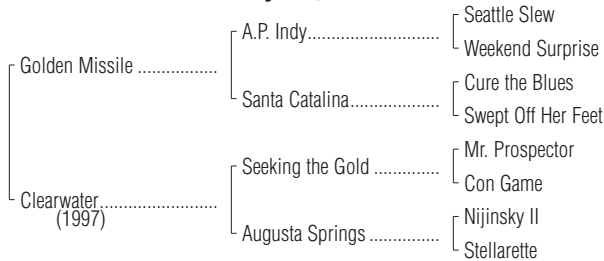 Seattle Slew
A.P. Indy
Weekend Surprise
Golden Missile
Cure the Blues
Santa Catalina
Swept Off Her Feet
Mr. Prospector
Seeking the Gold
Con Game
Clearwater
(1997)
Nijinsky II
Augusta Springs
Stellarette